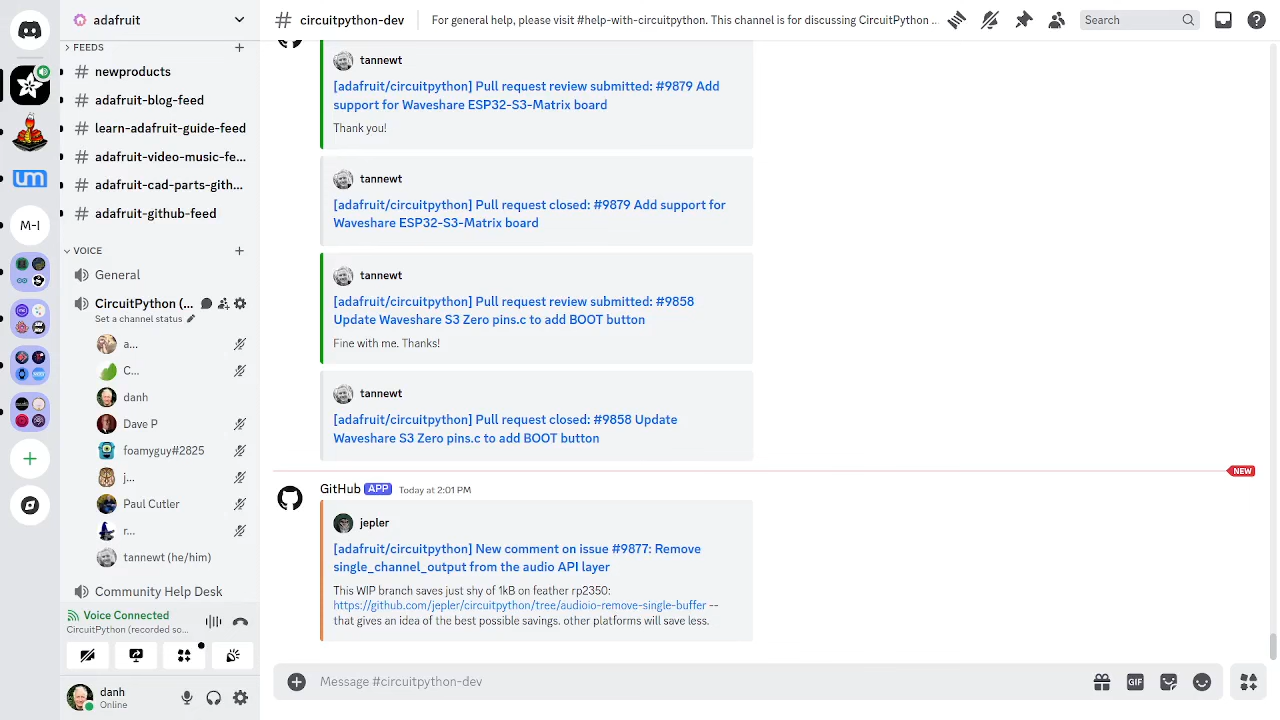 adafruit
FEEDS
newproducts
adafruit-blog-feed
learn-adafruit-guide-feed
adafruit-video-music-fe...
adafruit-cad-parts-gith...
adafruit-github-feed
M-I
VOICE
General
CircuitPython (...
Set a channel status
a...
C...
danh
Dave P
foamyguy#2825
j...
Paul Cutler
r...
tannewt (he/him)
Community Help Desk
Voice Connected
CircuitPython (recorded so...
danh
Online
circuitpython-dev
For general help, please visit #help-with-circuitpython. This channel is for discussing CircuitPython ...
Search
tannewt
[adafruit/circuitpython] Pull request review submitted: #9879 Add
support for Waveshare ESP32-S3-Matrix board
Thank you!
tannewt
[adafruit/circuitpython] Pull request closed: #9879 Add support for
Waveshare ESP32-S3-Matrix board
tannewt
[adafruit/circuitpython] Pull request review submitted: #9858
Update Waveshare S3 Zero pins.c to add BOOT button
Fine with me. Thanks!
tannewt
[adafruit/circuitpython] Pull request closed: #9858 Update
Waveshare S3 Zero pins.c to add BOOT button
NEW
GitHub APP Today at 2:01 PM
jepler
[adafruit/circuitpython] New comment on issue #9877: Remove
single_channel_output from the audio API layer
This WIP branch saves just shy of 1kB on feather rp2350:
https://github.com/jepler/circuitpython/tree/audioio-remove-single-buffer --
that gives an idea of the best possible savings. other platforms will save less.
Message #circuitpython-dev
GIF